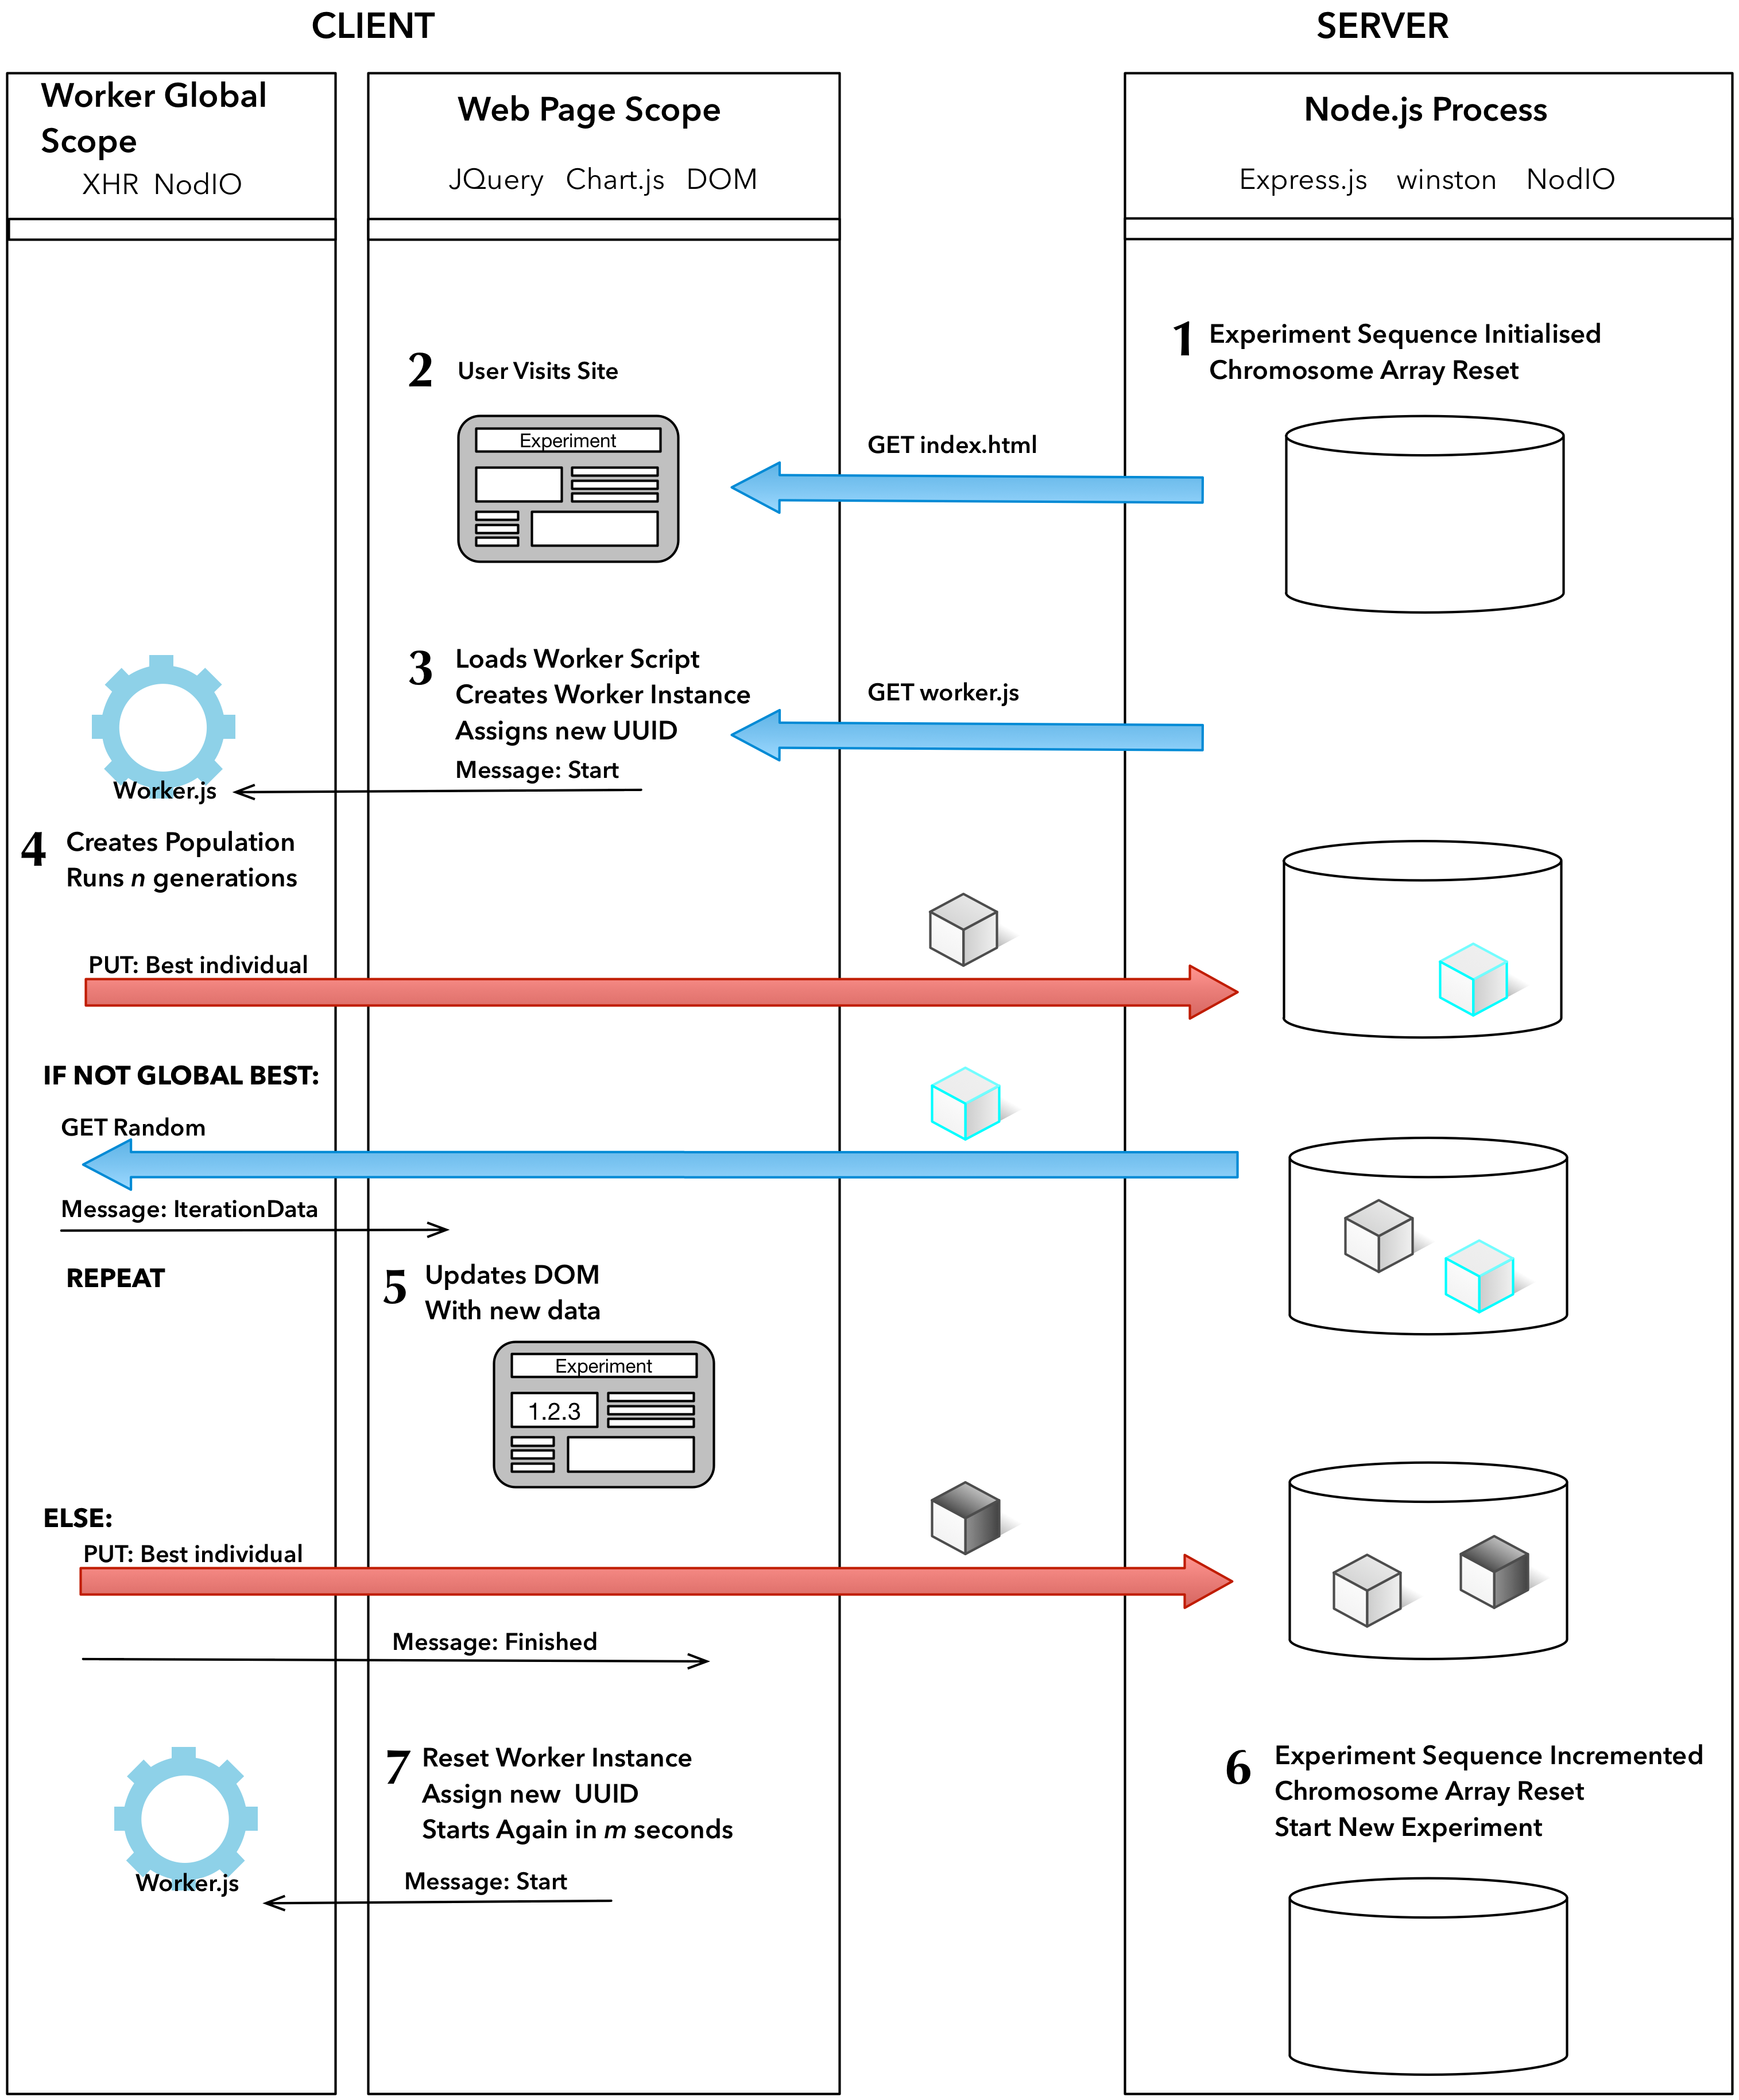 CLIENT
SERVER
Worker Global
Scope
XHR NodIO
Web Page Scope
JQuery Chart.js DOM
Node.js Process
Express.js winston NodIO
1 Experiment Sequence Initialised
Chromosome Array Reset
2 User Visits Site
Experiment
GET index.html
3 Loads Worker Script
Creates Worker Instance
Assigns new UUID
GET worker.js
Message: Start
Worker.js
4 Creates Population
Runs n generations
PUT: Best individual
IF NOT GLOBAL BEST:
GET Random
Message: IterationData
REPEAT
5 Updates DOM
With new data
Experiment
1.2.3
ELSE:
PUT: Best individual
Message: Finished
7 Reset Worker Instance
Assign new UUID
Starts Again in m seconds
Message: Start
Worker.js
6 Experiment Sequence Incremented
Chromosome Array Reset
Start New Experiment